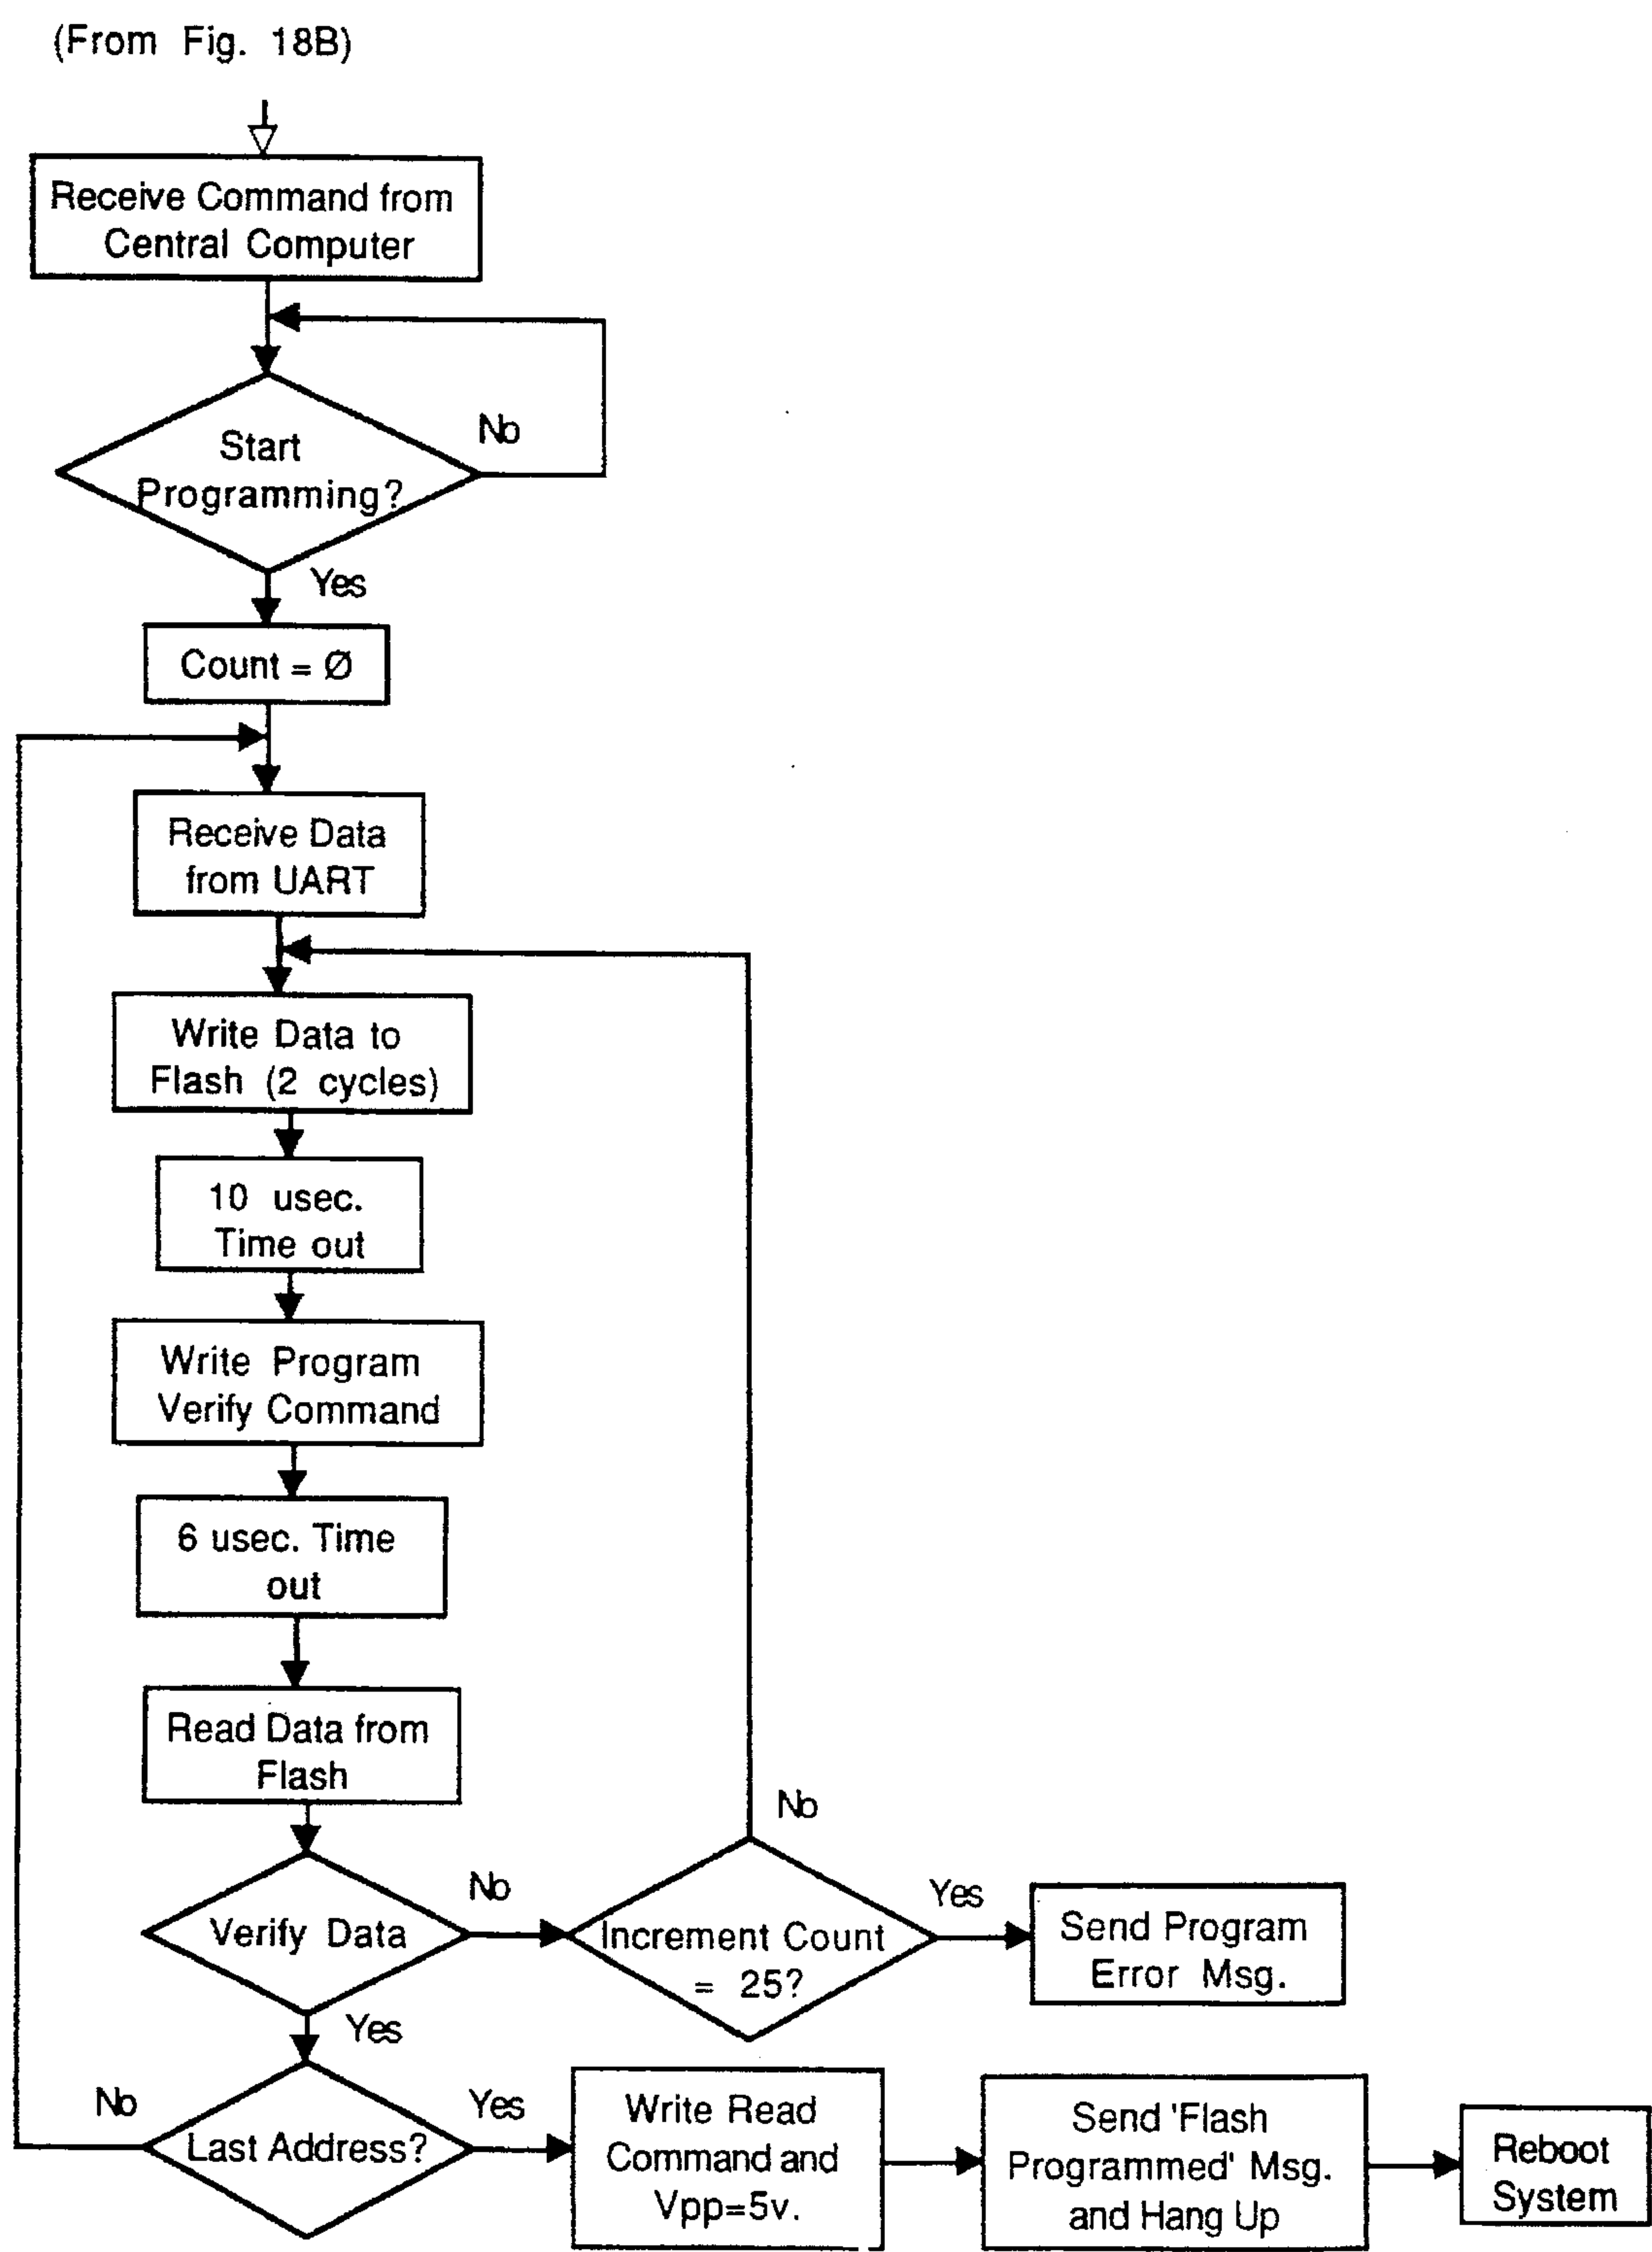 (From Fig. 18B)
Receive Command from
Central Computer
Start
Programming?
No
Yes
Count = Ø
Receive Data
from UART
Write Data to
Flash (2 cycles)
10 usec.
Time out
Write Program
Verify Command
6 usec. Time
out
Read Data from
Flash
Verify Data
No
Yes
Increment Count
= 25?
No
Yes
Send Program
Error Msg.
Last Address?
No
Yes
Write Read
Command and
Vpp=5v.
Send 'Flash
Programmed' Msg.
and Hang Up
Reboot
System